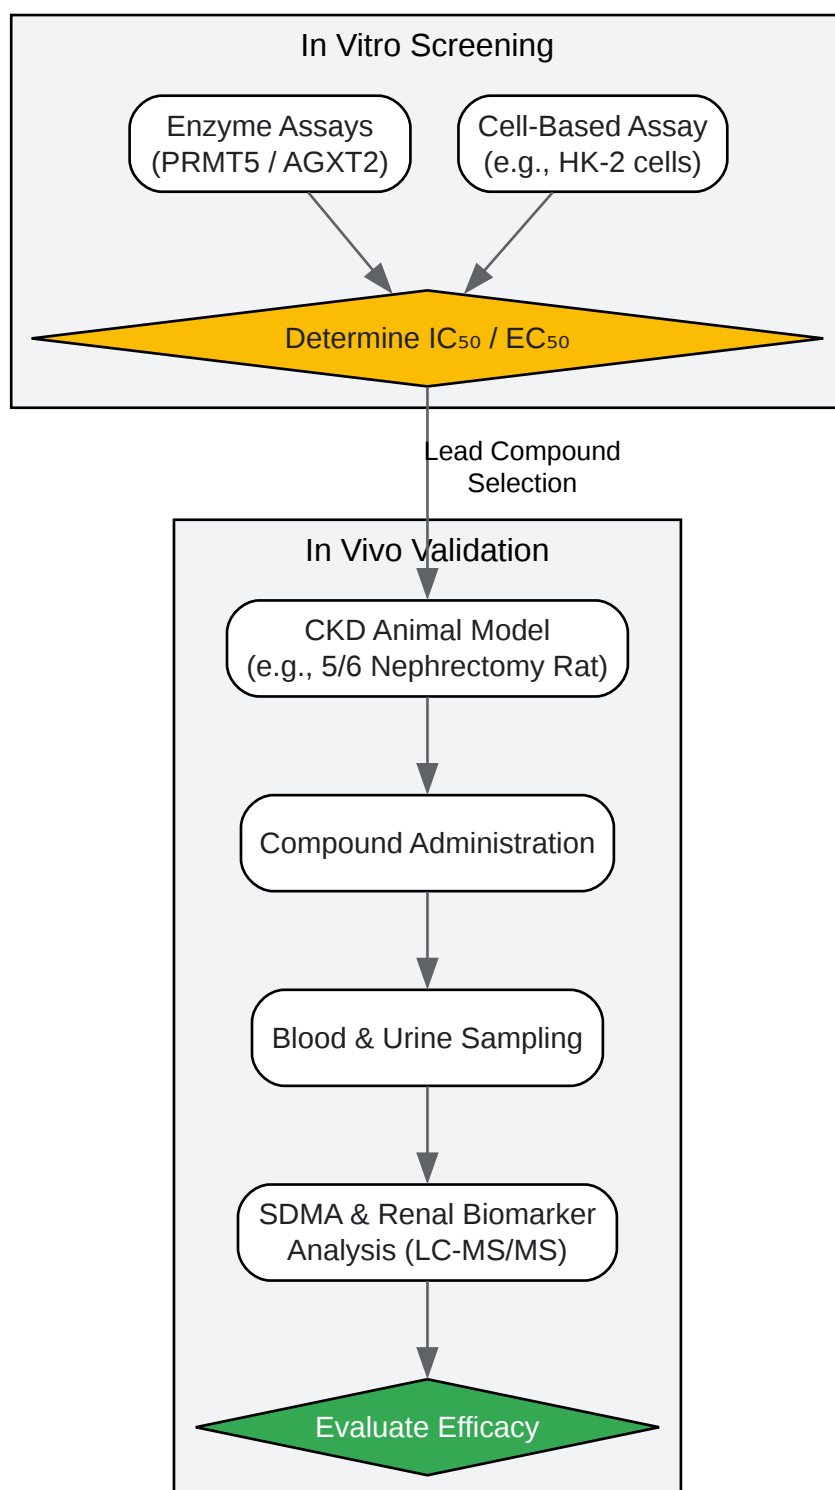 In Vitro Screening
Enzyme Assays
(PRMT5 / AGXT2)
Cell-Based Assay
(e.g., HK-2 cells)
Determine IC₅₀ / EC₅₀
Lead Compound
Selection
In Vivo Validation
CKD Animal Model
(e.g., 5/6 Nephrectomy Rat)
Compound Administration
Blood & Urine Sampling
SDMA & Renal Biomarker
Analysis (LC-MS/MS)
Evaluate Efficacy